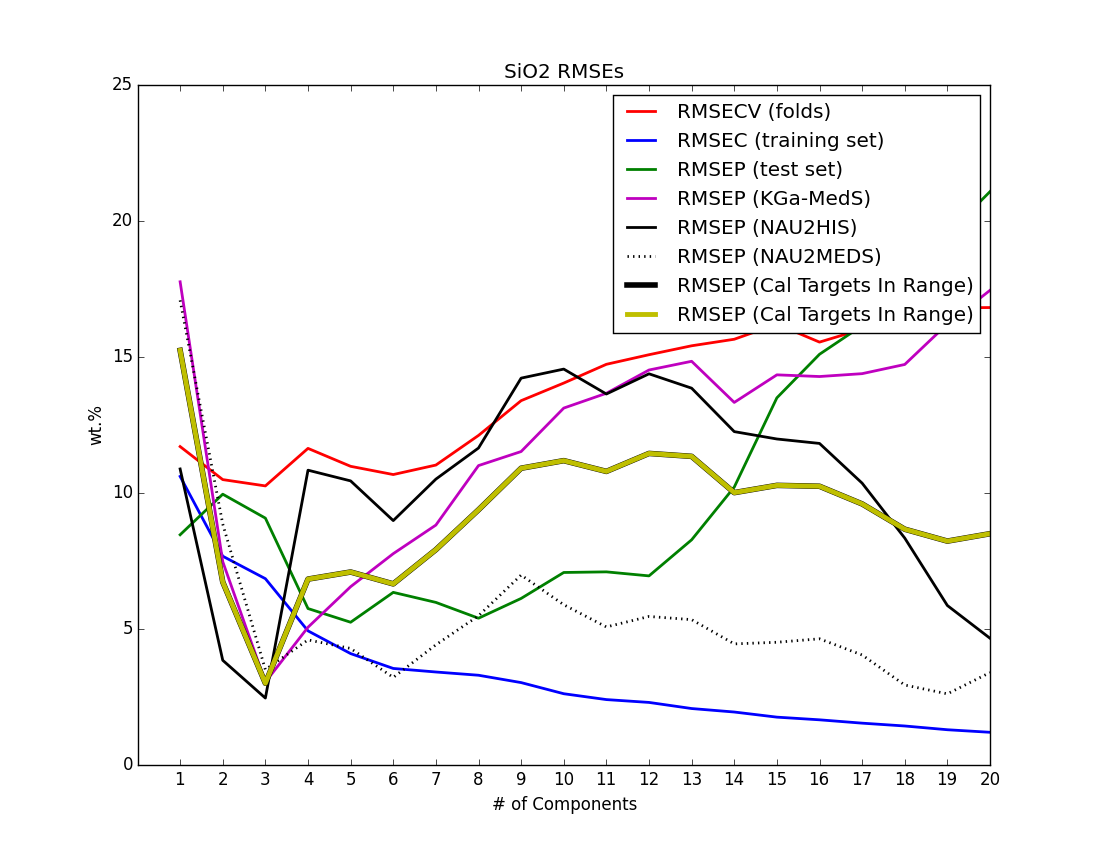 SiO2 RMSEs
25
20
15
10
5
0
wt.%
RMSECV (folds)
RMSEC (training set)
RMSEP (test set)
RMSEP (KGa-MedS)
RMSEP (NAU2HIS)
RMSEP (NAU2MEDS)
RMSEP (Cal Targets In Range)
RMSEP (Cal Targets In Range)
1 2 3 4 5 6 7 8 9 10 11 12 13 14 15 16 17 18 19 20
# of Components